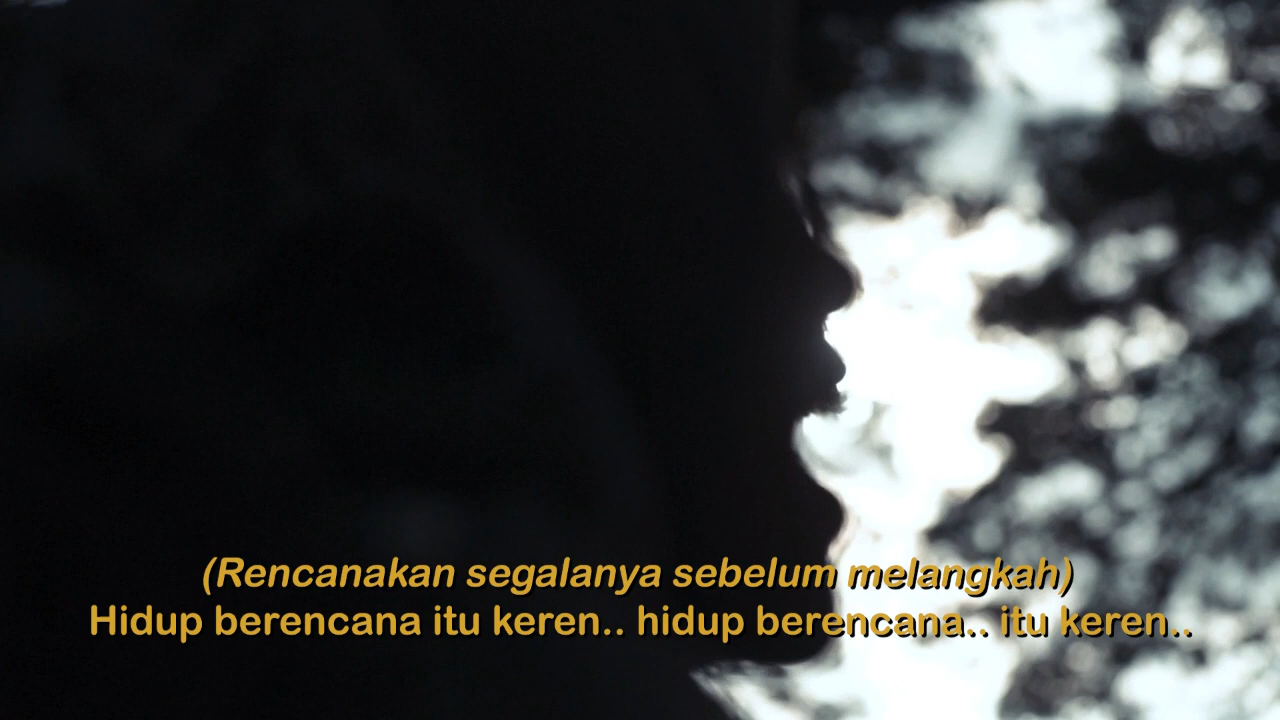 (Rencanakan segalanya sebelum melangkah)
Hidup berencana itu keren.. hidup berencana.. itu keren..